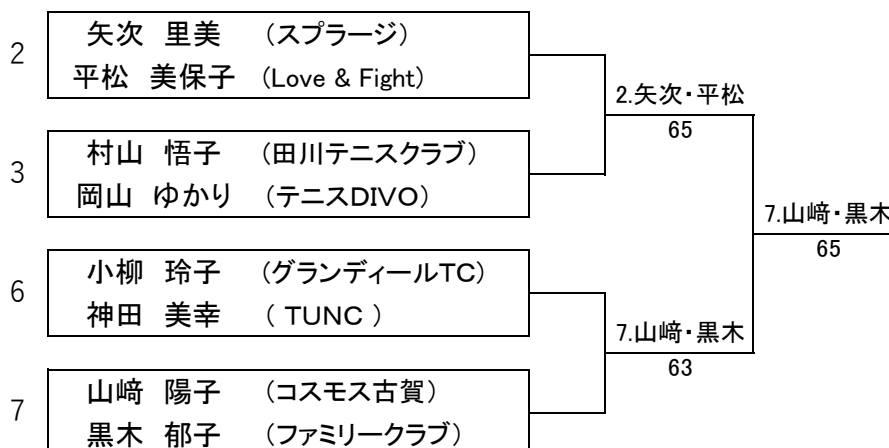 2
矢次 里美 (スプラージ)
平松 美保子 (Love & Fight)
3
村山 悟子 (田川テニスクラブ)
岡山 ゆかり (テニスDIVO)
6
小柳 玲子 (グランディールTC)
神田 美幸 ( TUNC )
7
山﨑 陽子 (コスモス古賀)
黒木 郁子 (ファミリークラブ)
2.矢次・平松
65
7.山﨑・黒木
63
7.山﨑・黒木
65